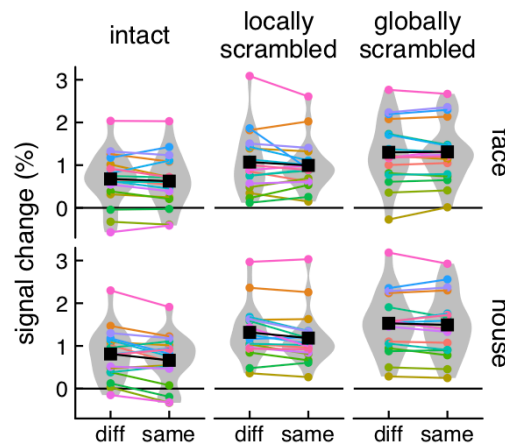 intact
locally
scrambled
globally
scrambled
signal change (%)
3
2
1
0
face
3
2
1
0
diff same
diff same
diff same